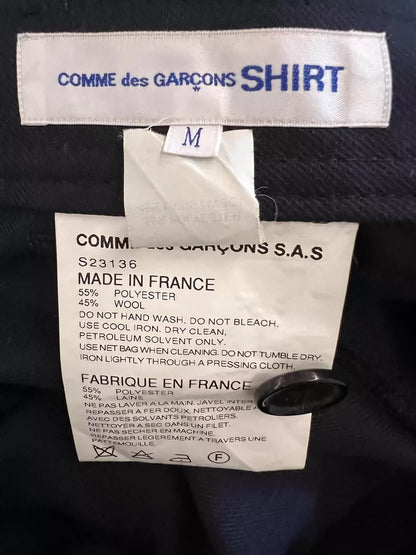 COMME des GARÇONS SHIRT
M
COMME des GARÇONS S.A.S
S23136
MADE IN FRANCE
55% POLYESTER
45% WOOL
DO NOT HAND WASH. DO NOT BLEACH.
USE COOL IRON. DRY CLEAN,
PETROLEUM SOLVENT ONLY.
USE NET BAG WHEN CLEANING. DO NOT TUMBLE DRY.
IRON LIGHTLY THROUGH A PRESSING CLOTH.
FABRIQUE EN FRANCE
55% POLYESTER
45% LAINE
NE PAS LAVER A LA MAIN. JAVEL INTER
REPASSER A FER DOUX. NETTOYABLE A
AVEC DES SOLVANTS PETROLIERS.
NETTOYER A SEC DANS UN FILET.
NE PAS SECHER EN MACHINE.
REPASSER LEGEREMENT A TRAVERS UNE
PATTEMOUILLE.
F